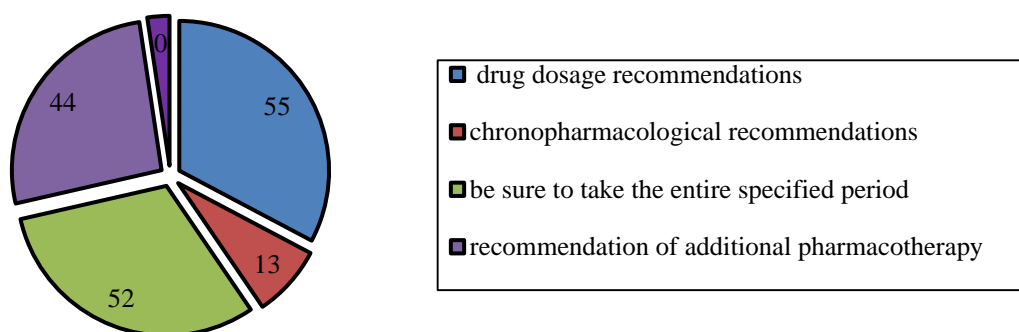 0
44
55
13
52
drug dosage recommendations
chronopharmacological recommendations
be sure to take the entire specified period
recommendation of additional pharmacotherapy